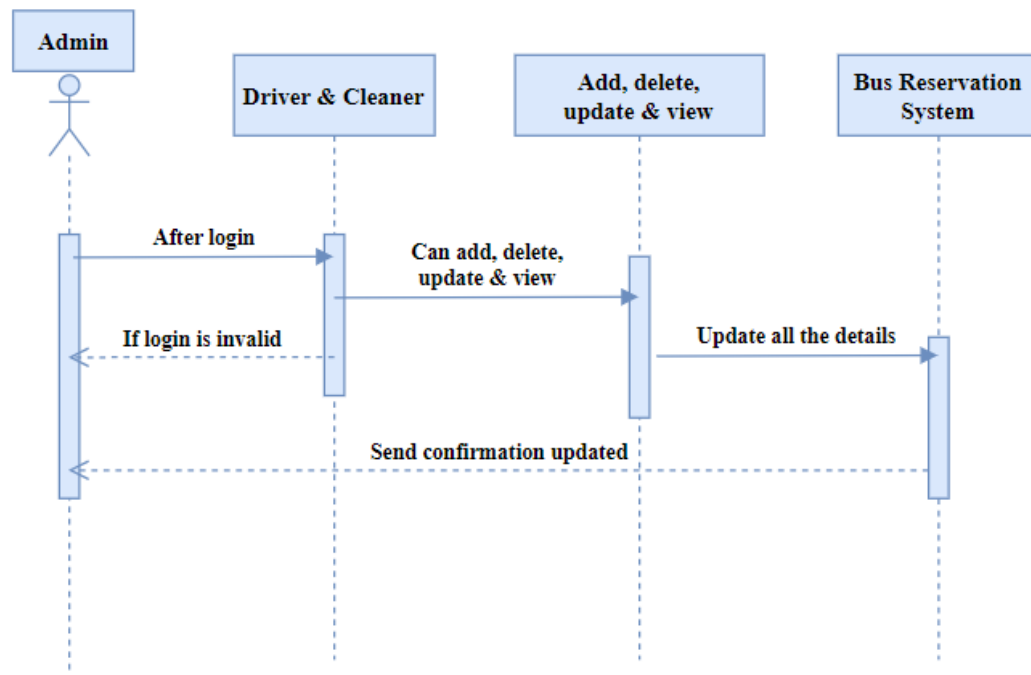 Admin
Driver & Cleaner
Add, delete,
update & view
Bus Reservation
System
After login
Can add, delete,
update & view
If login is invalid
Update all the details
Send confirmation updated